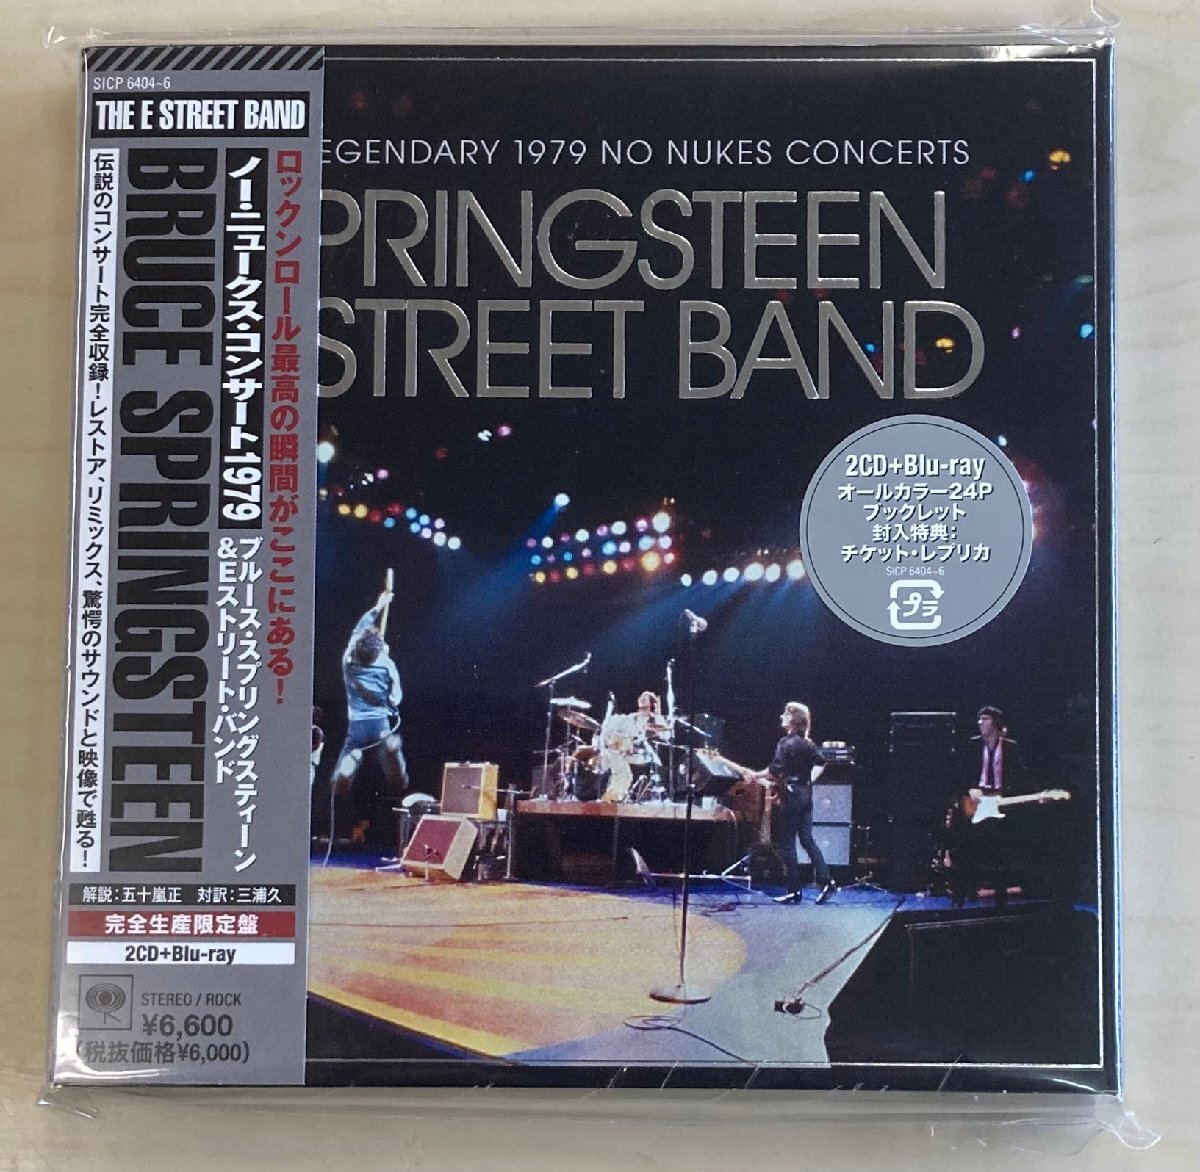 SICP 6404~6
THE E STREET BAND
ロックンロール最高の瞬間がここにある!
ノー・ニュークス・コンサート1979
ブルース・スプリングスティーン
&Eストリート・バンド
BRUCE SPRINGSTEEN
伝説のコンサート完全収録!レストア、リミックス、驚愕のサウンドと映像で甦る!
解説:五十嵐正 対訳:三浦久
完全生産限定盤
2CD+Blu-ray
STEREO / ROCK
¥6,600
(税抜価格¥6,000)
EGENDARY 1979 NO NUKES CONCERTS
PRINGSTEEN
STREET BAND
2CD+Blu-ray
オールカラー24P
ブックレット
封入特典:
チケット・レプリカ
SICP 6404~6
プラ